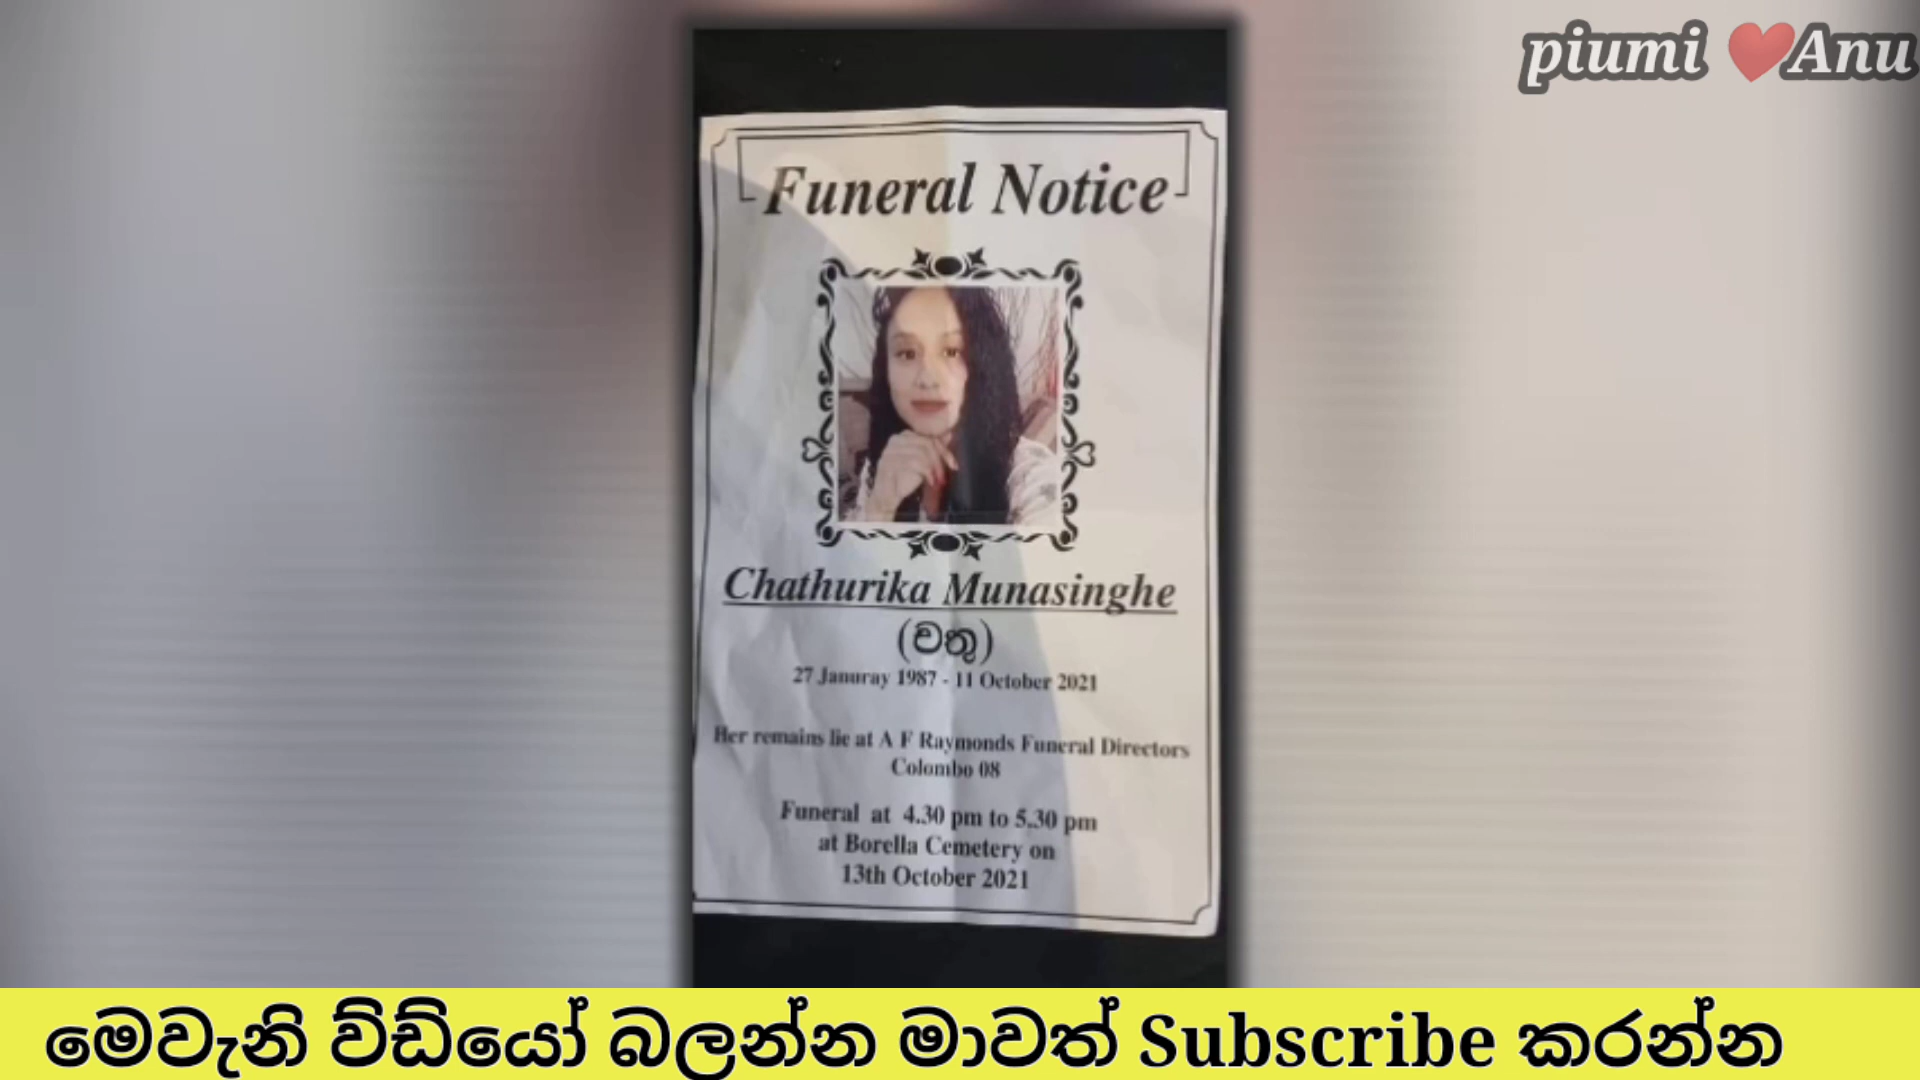 piumi ❤️Anu
Funeral Notice
Chathurika Munasinghe
(චතු)
27 Januray 1987 - 11 October 2021
Her remains lie at A F Raymonds Funeral Directors
Colombo 08
Funeral at 4.30 pm to 5.30 pm
at Borella Cemetery on
13th October 2021
මෙවැනි වීඩියෝ බලන්න මාවත් Subscribe කරන්න